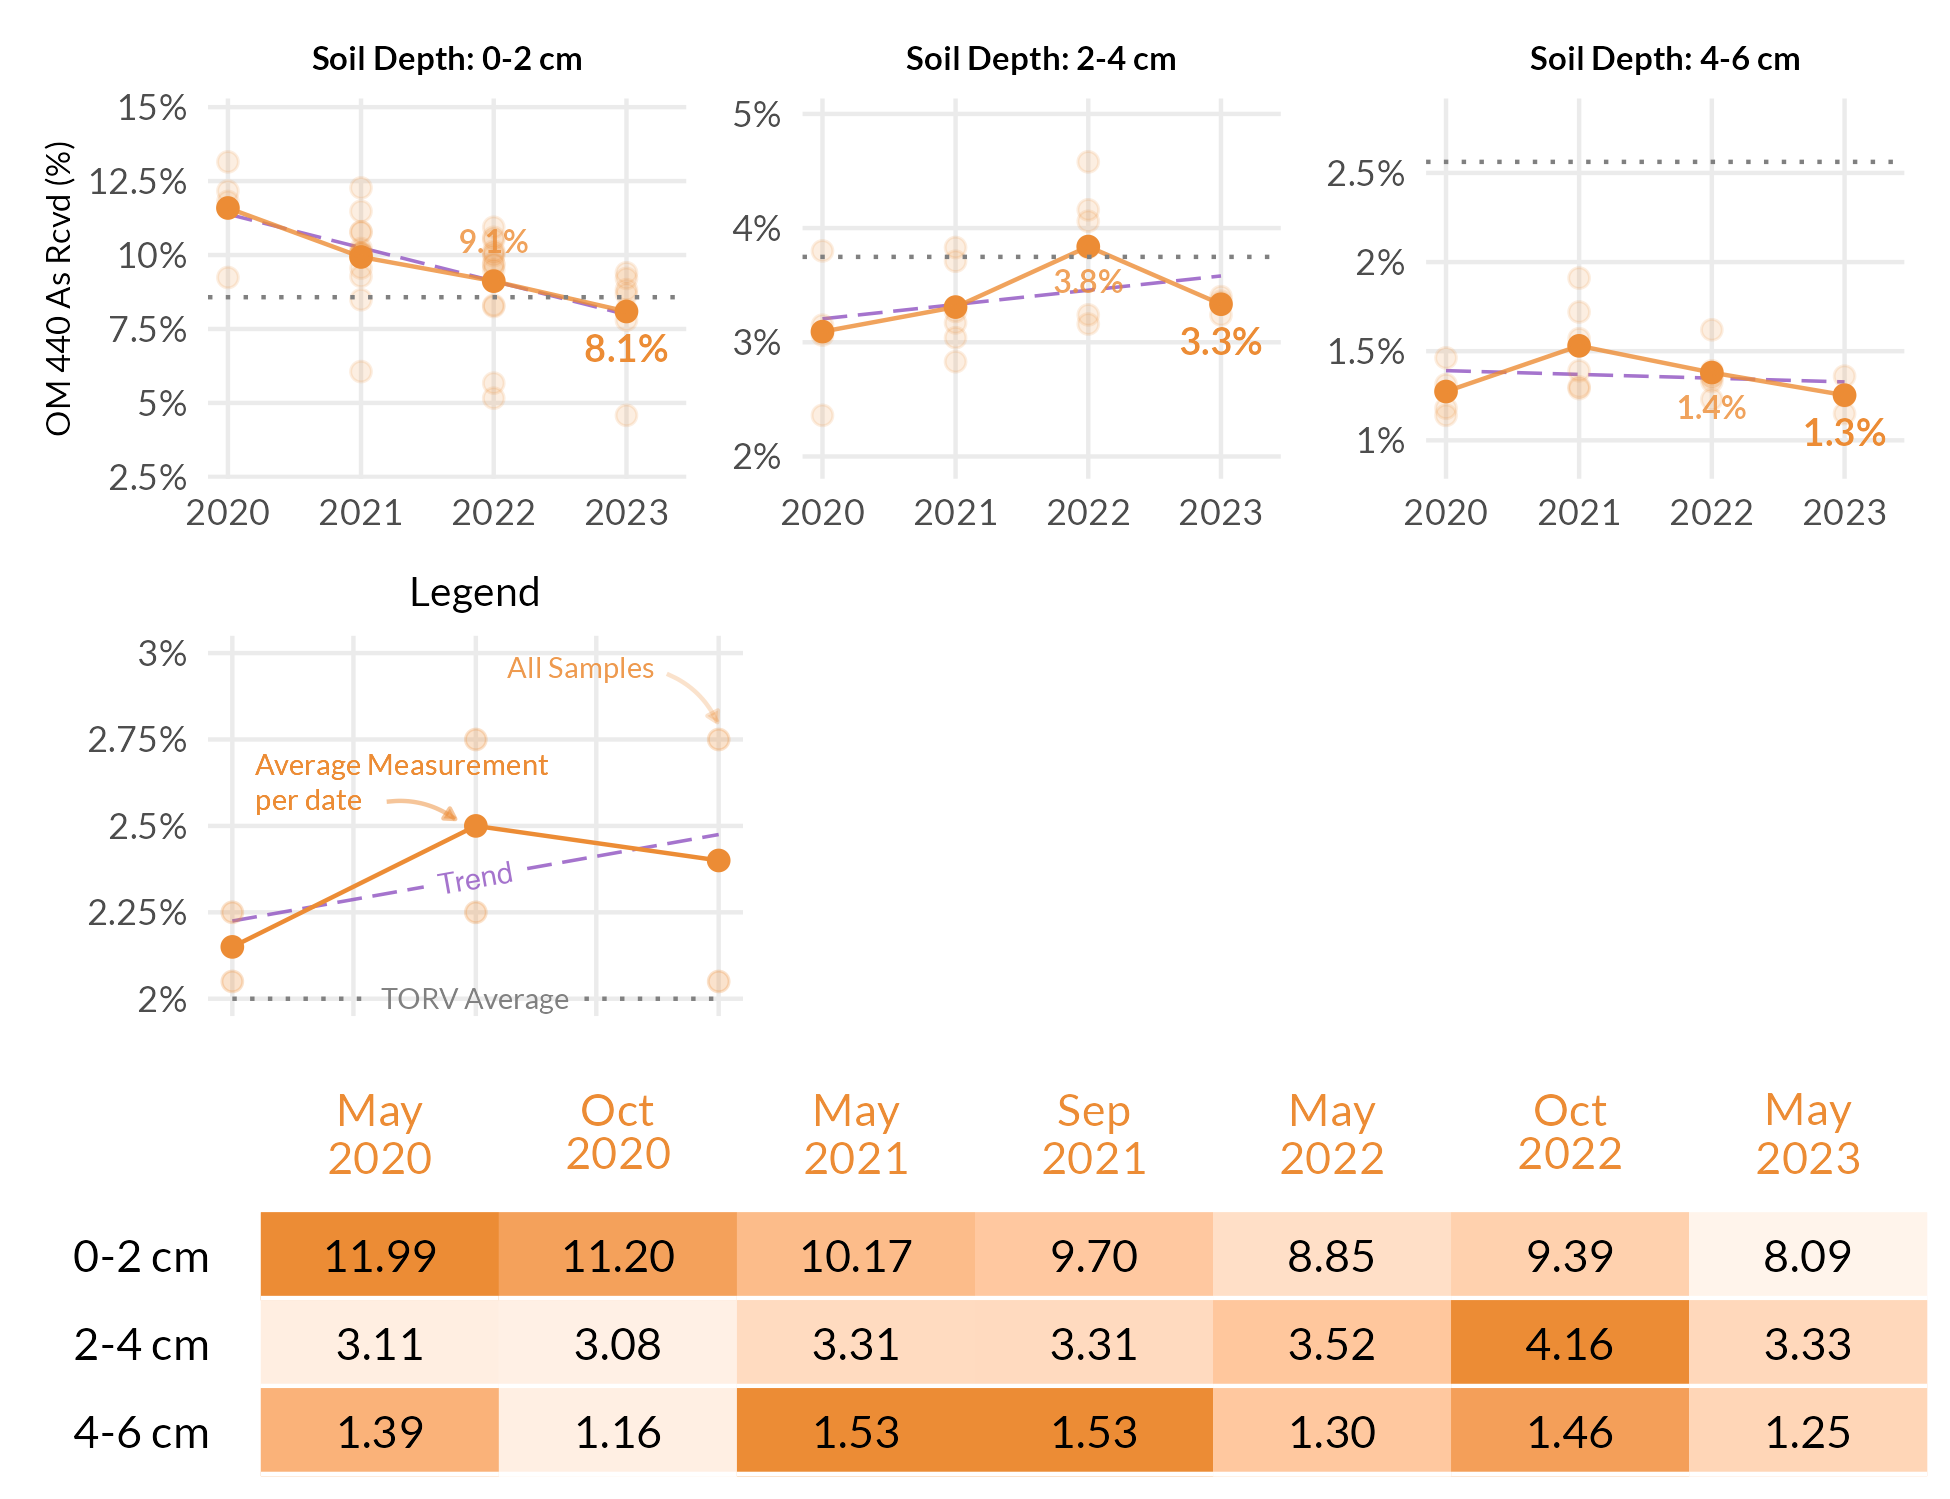 Soil Depth: 0-2 cm
Soil Depth: 2-4 cm
Soil Depth: 4-6 cm
OM 440 As Rcvd (%)
15%
12.5%
10%
7.5%
5%
2.5%
9.1%
8.1%
2020 2021 2022 2023
5%
4%
3%
2%
3.8%
3.3%
2020 2021 2022 2023
2.5%
2%
1.5%
1%
1.4%
1.3%
2020 2021 2022 2023
Legend
3%
2.75%
2.5%
2.25%
2%
All Samples
Average Measurement
per date
Trend
TORV Average
May Oct May Sep May Oct May
2020 2020 2021 2021 2022 2022 2023
0-2 cm 11.99 11.20 10.17 9.70 8.85 9.39 8.09
2-4 cm 3.11 3.08 3.31 3.31 3.52 4.16 3.33
4-6 cm 1.39 1.16 1.53 1.53 1.30 1.46 1.25